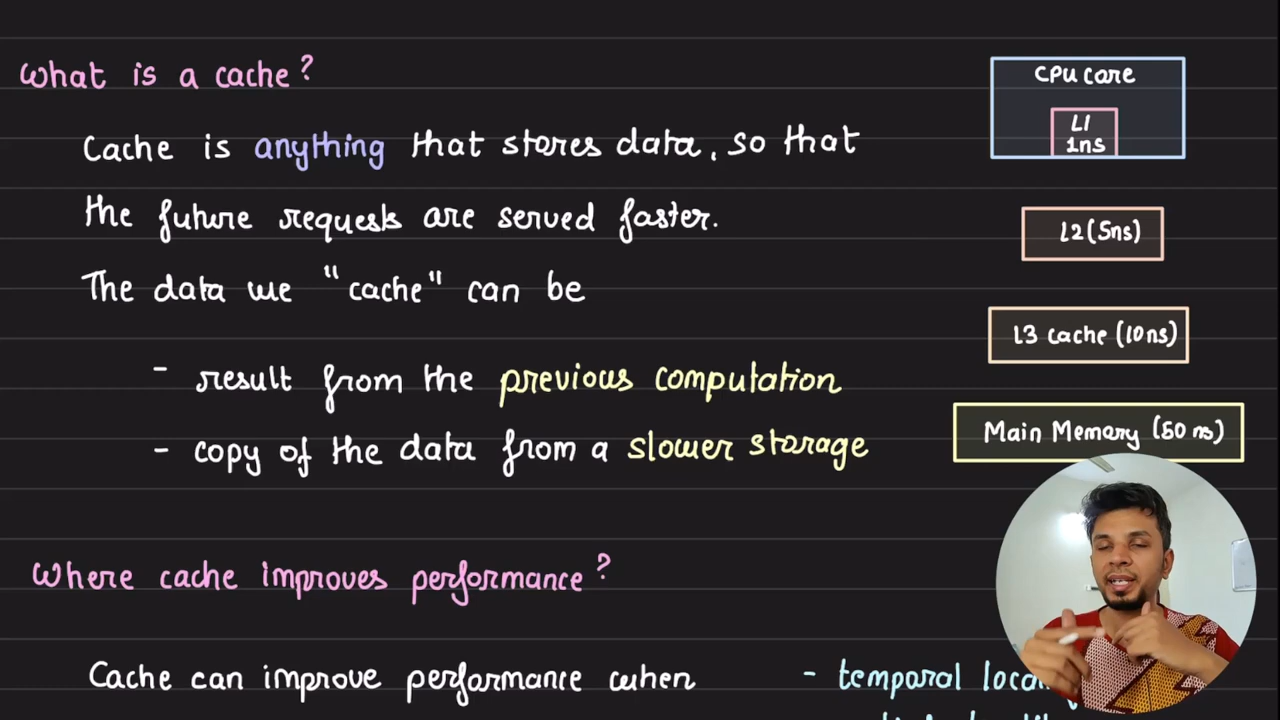 What is a cache?
Cache is anything that stores data, so that
the future requests are served faster.
The data we "cache" can be
- result from the previous computation
- copy of the data from a slower storage
Where cache improves performance?
Cache can improve performance when
- temporal
CPU core
L1
1ns
L2 (5ns)
L3 cache (10ns)
Main Memory (50 ns)